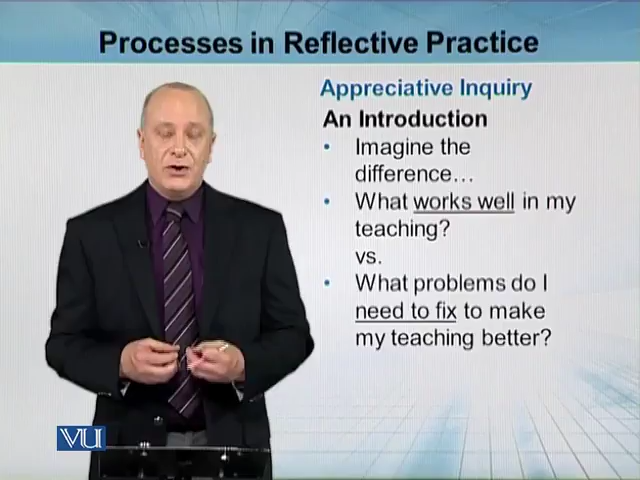 Processes in Reflective Practice
Appreciative Inquiry
An Introduction
• Imagine the
difference…
• What works well in my
teaching?
vs.
• What problems do I
need to fix to make
my teaching better?
VU